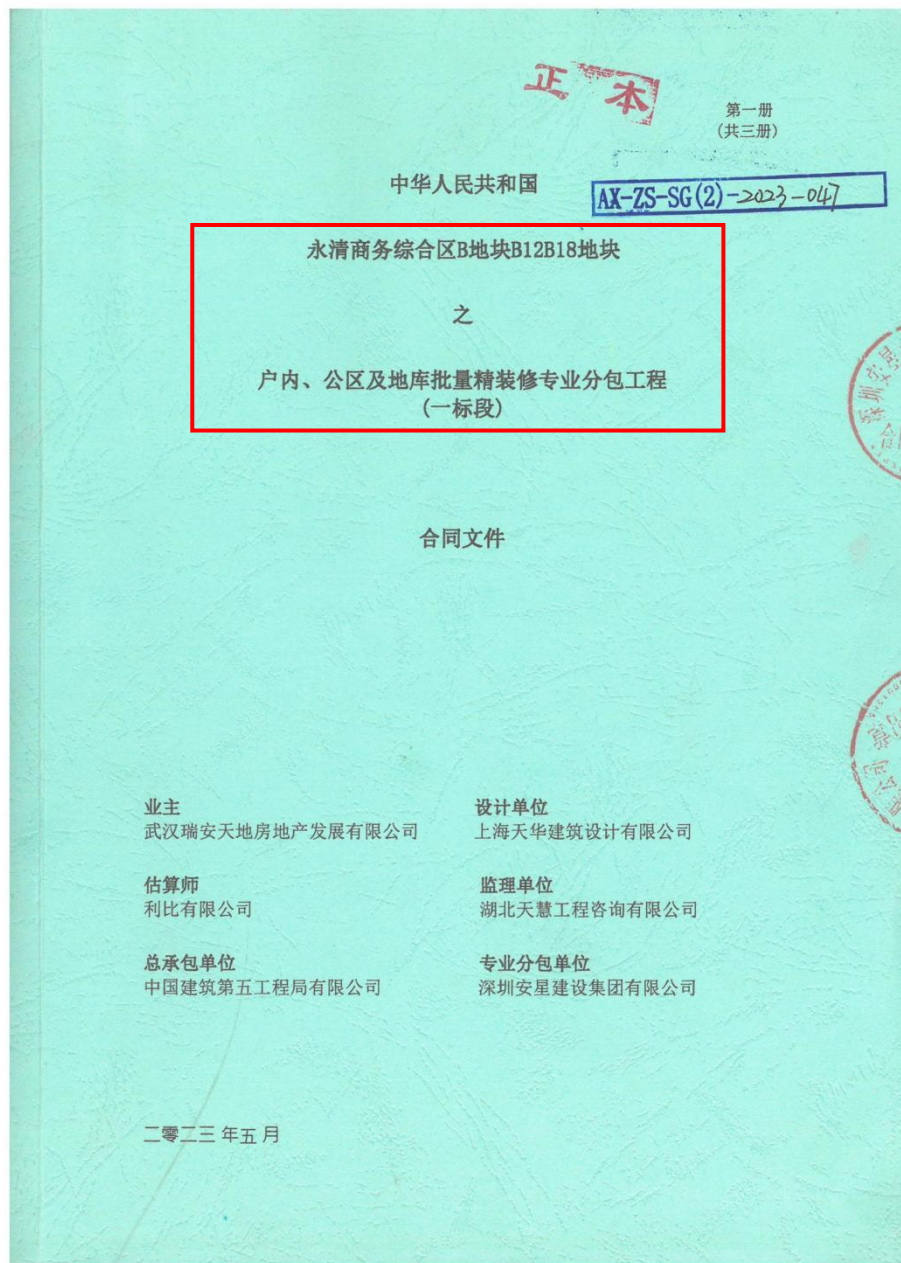 正本
第一册
(共三册)
中华人民共和国
AX-ZS-SG(2)-2023-047
永清商务综合区B地块B12B18地块
之
户内、公区及地库批量精装修专业分包工程
(一标段)
合同文件
业主
武汉瑞安天地房地产发展有限公司
设计单位
上海天华建筑设计有限公司
估算师
利比有限公司
监理单位
湖北天慧工程咨询有限公司
总承包单位
中国建筑第五工程局有限公司
专业分包单位
深圳安星建设集团有限公司
二零二三年五月